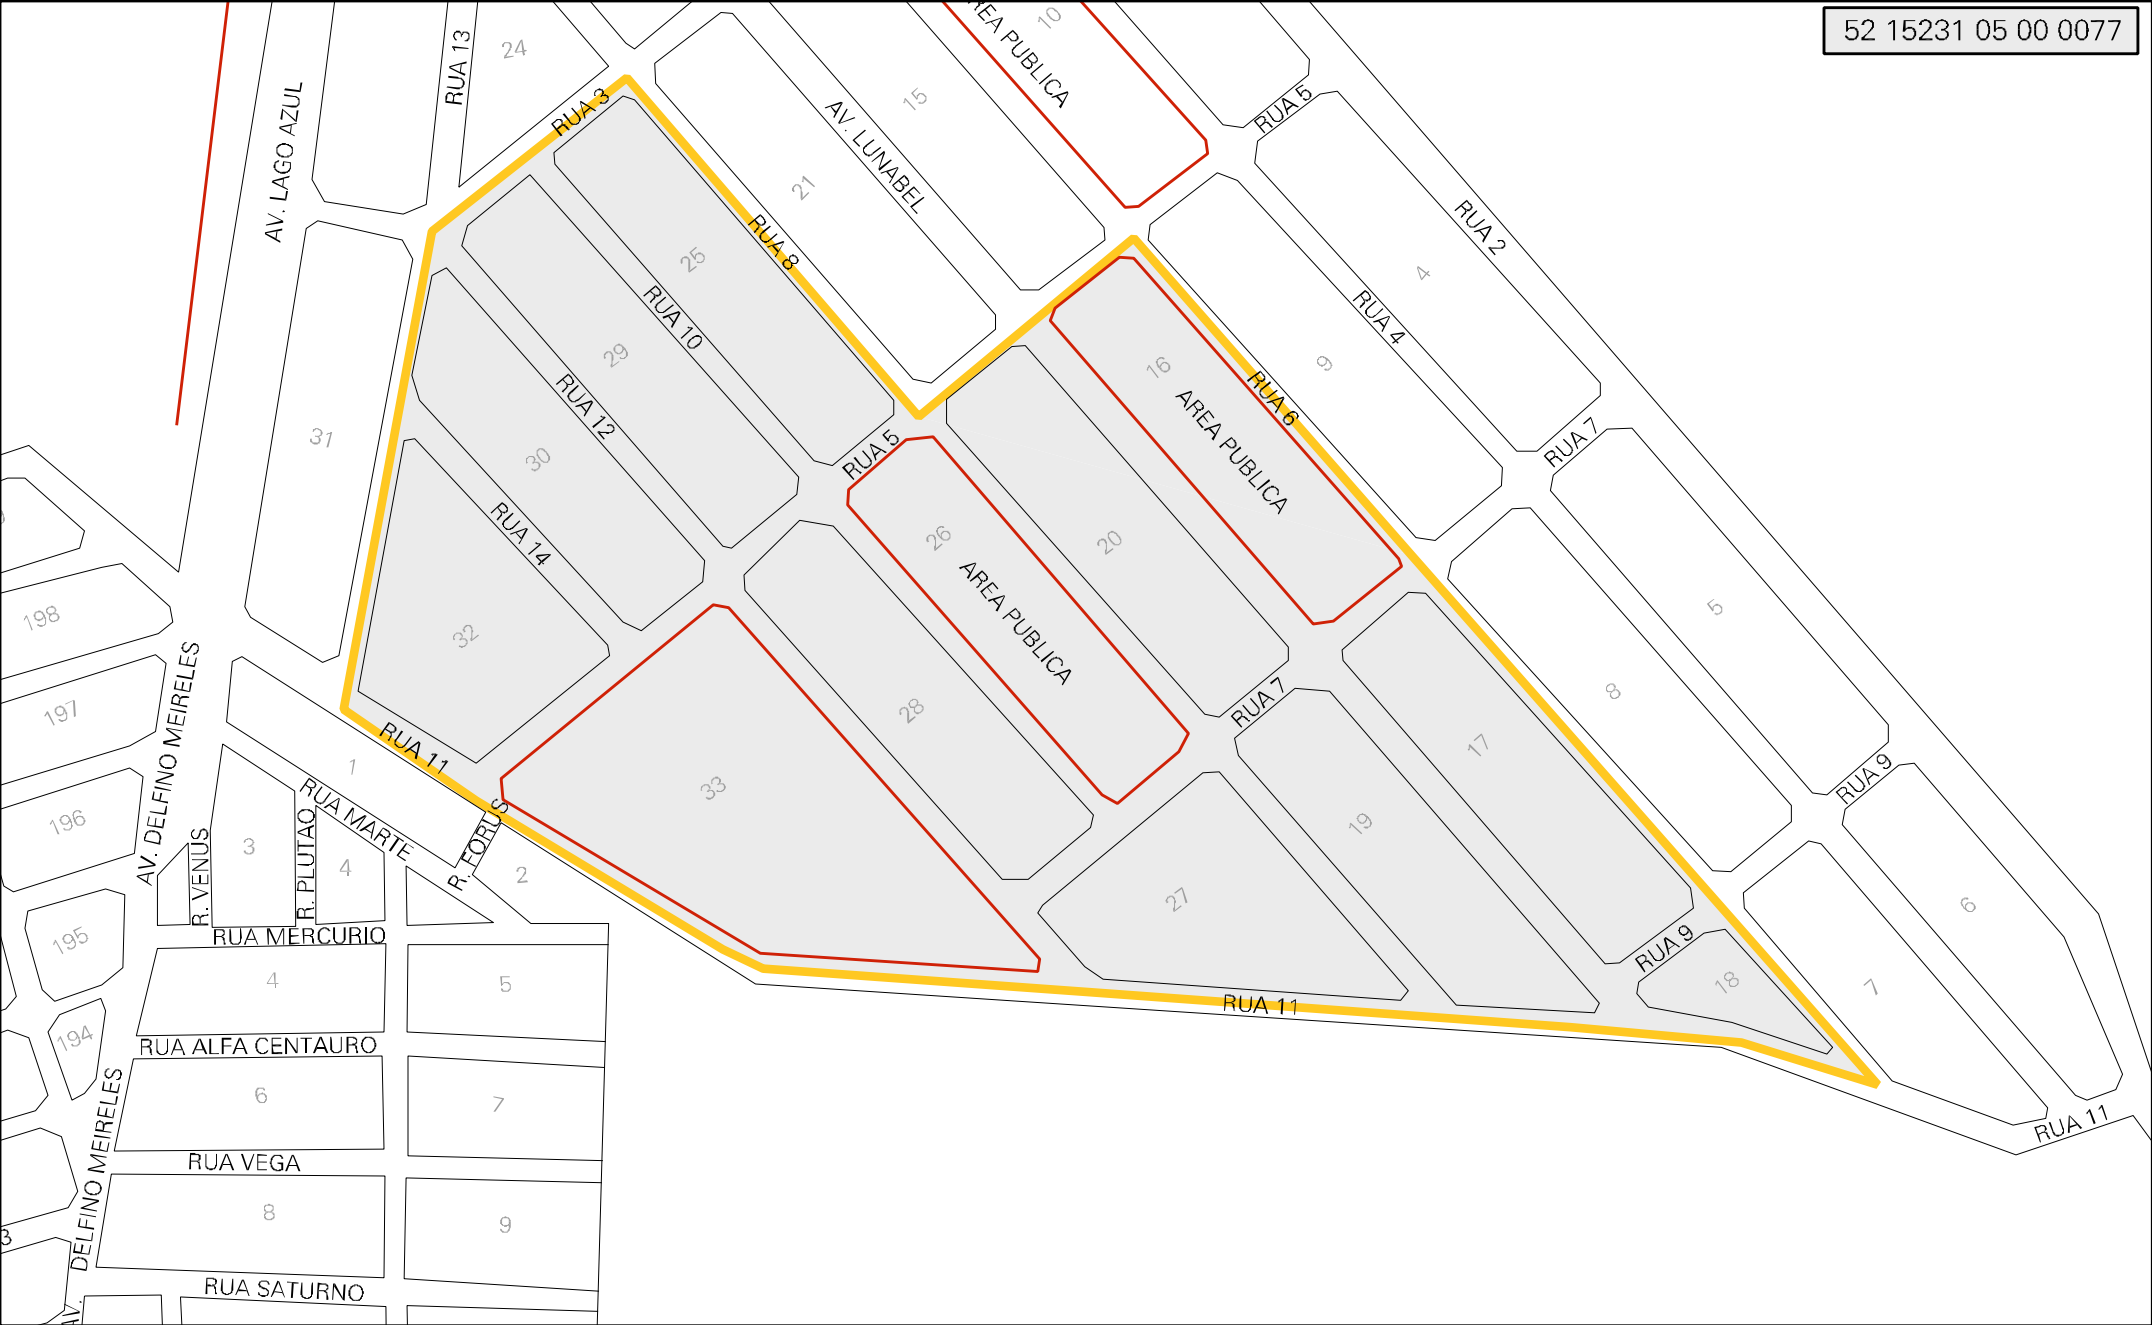 52 15231 05 00 0077
10
AREA PUBLICA
RUA 13
24
RUA 3
15
AV. LUNABEL
21
RUA 5
AV. LAGO AZUL
RUA 8
25
RUA 2
4
RUA 4
9
RUA 10
29
RUA 12
30
31
16
AREA PUBLICA
RUA 6
RUA 5
RUA 7
26
AREA PUBLICA
20
RUA 14
32
198
197
196
195
194
AV. DELFINO MEIRELES
5
8
RUA 7
17
28
33
RUA 11
1
RUA MARTE
R. FORUS
2
R. VENUS
3
R. PLUTAO
4
19
27
RUA 9
RUA 9
6
7
18
RUA 11
RUA 11
RUA MERCURIO
4
5
RUA ALFA CENTAURO
6
7
RUA VEGA
8
9
RUA SATURNO
AV. DELFINO MEIRELES
3